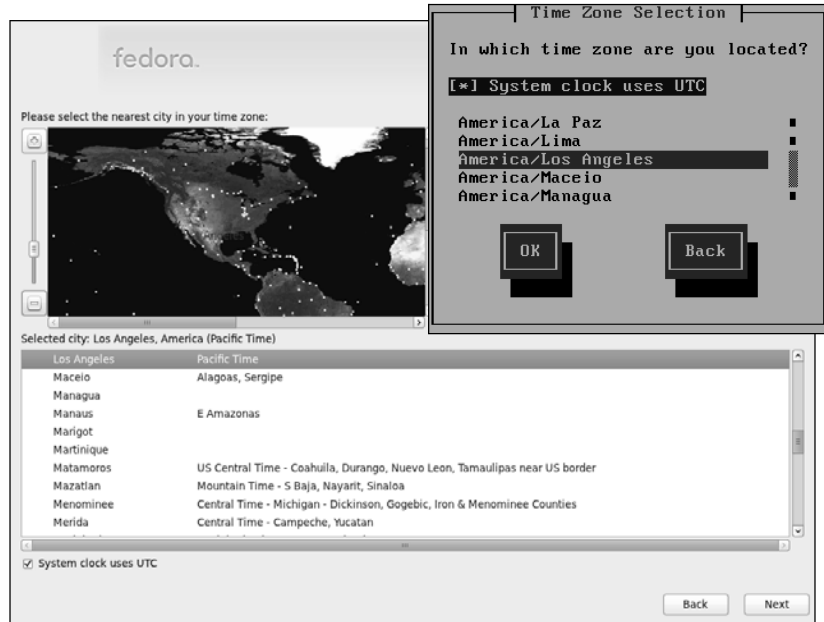 fedora.
Please select the nearest city in your time zone:
Selected city: Los Angeles, America (Pacific Time)
Los Angeles Pacific Time
Maceio Alagoas, Sergipe
Managua
Manaus E Amazonas
Marigot
Martinique
Matamoros US Central Time - Coahuila, Durango, Nuevo Leon, Tamaulipas near US border
Mazatlan Mountain Time - S Baja, Nayarit, Sinaloa
Menominee Central Time - Michigan - Dickinson, Gogebic, Iron & Menominee Counties
Merida Central Time - Campeche, Yucatan
System clock uses UTC
Back Next
Time Zone Selection
In which time zone are you located?
[*] System clock uses UTC
America/La Paz
America/Lima
America/Los Angeles
America/Maceio
America/Managua
OK Back